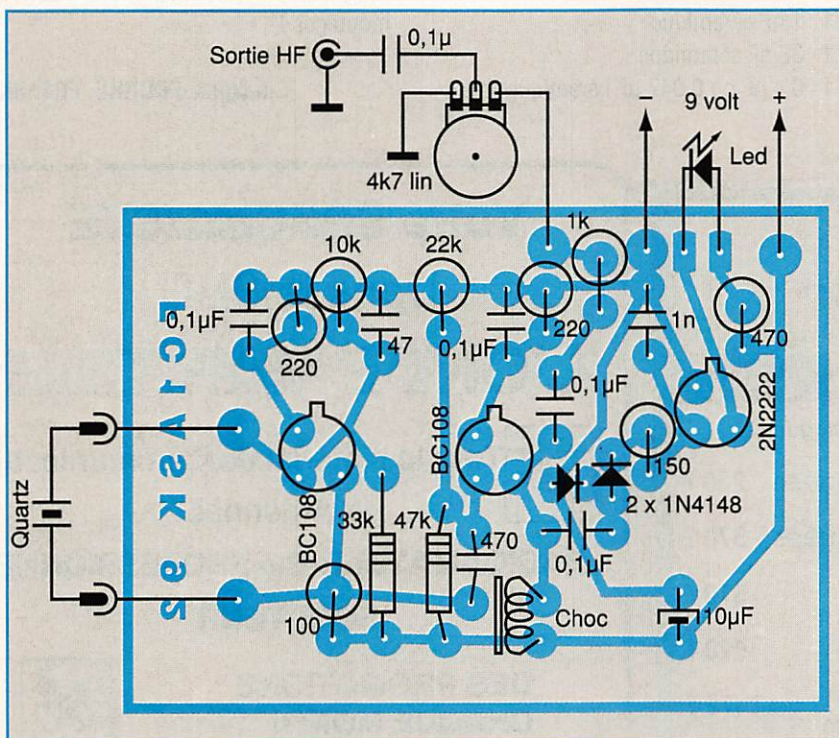 Sortie HF
0,1µ
4k7 lin
9 volt
−
+
Led
10k
22k
1k
0,1µF
220
47
0,1µF
220
1n
470
0,1µF
BC108
BC108
2N2222
150
2 x 1N4148
Quartz
33k
47k
470
0,1µF
100
Choc
10µF